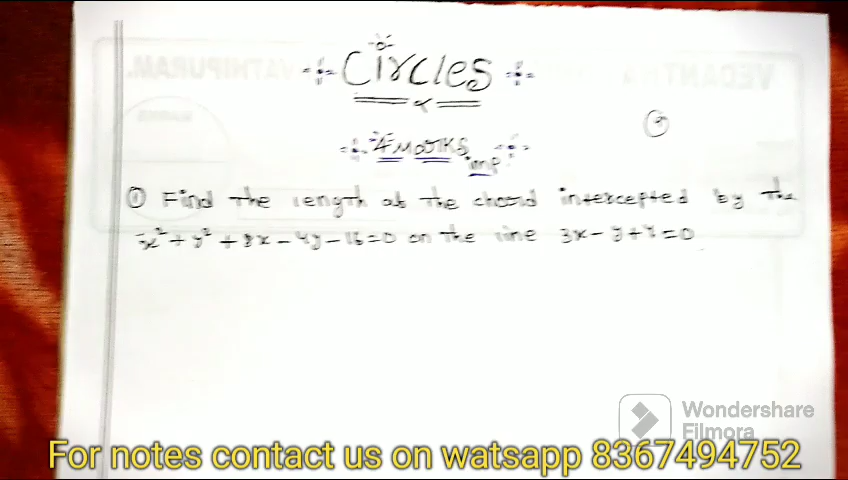 Circles
4 Marks imp
① Find the length of the chord intercepted by the
x² + y² + 8x - 4y - 16 = 0 on the line 3x - y + 4 = 0
Wondershare
Filmora
For notes contact us on watsapp 8367494752